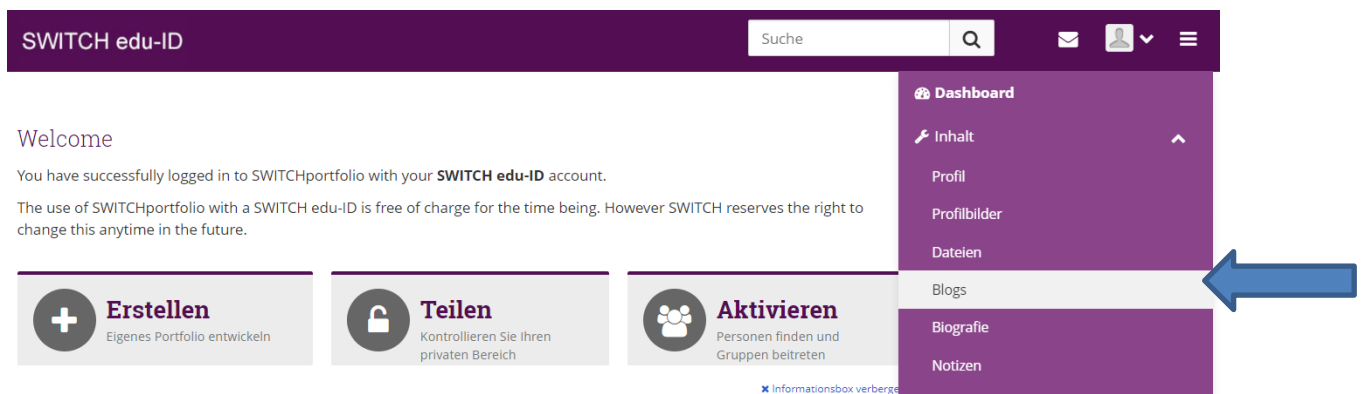 SWITCH edu-ID
Suche
Dashboard
Inhalt
Profil
Profilbilder
Dateien
Blogs
Biografie
Notizen
Welcome
You have successfully logged in to SWITCHportfolio with your SWITCH edu-ID account.
The use of SWITCHportfolio with a SWITCH edu-ID is free of charge for the time being. However SWITCH reserves the right to
change this anytime in the future.
Erstellen
Eigenes Portfolio entwickeln
Teilen
Kontrollieren Sie Ihren
privaten Bereich
Aktivieren
Personen finden und
Gruppen beitreten
Informationsbox verberge